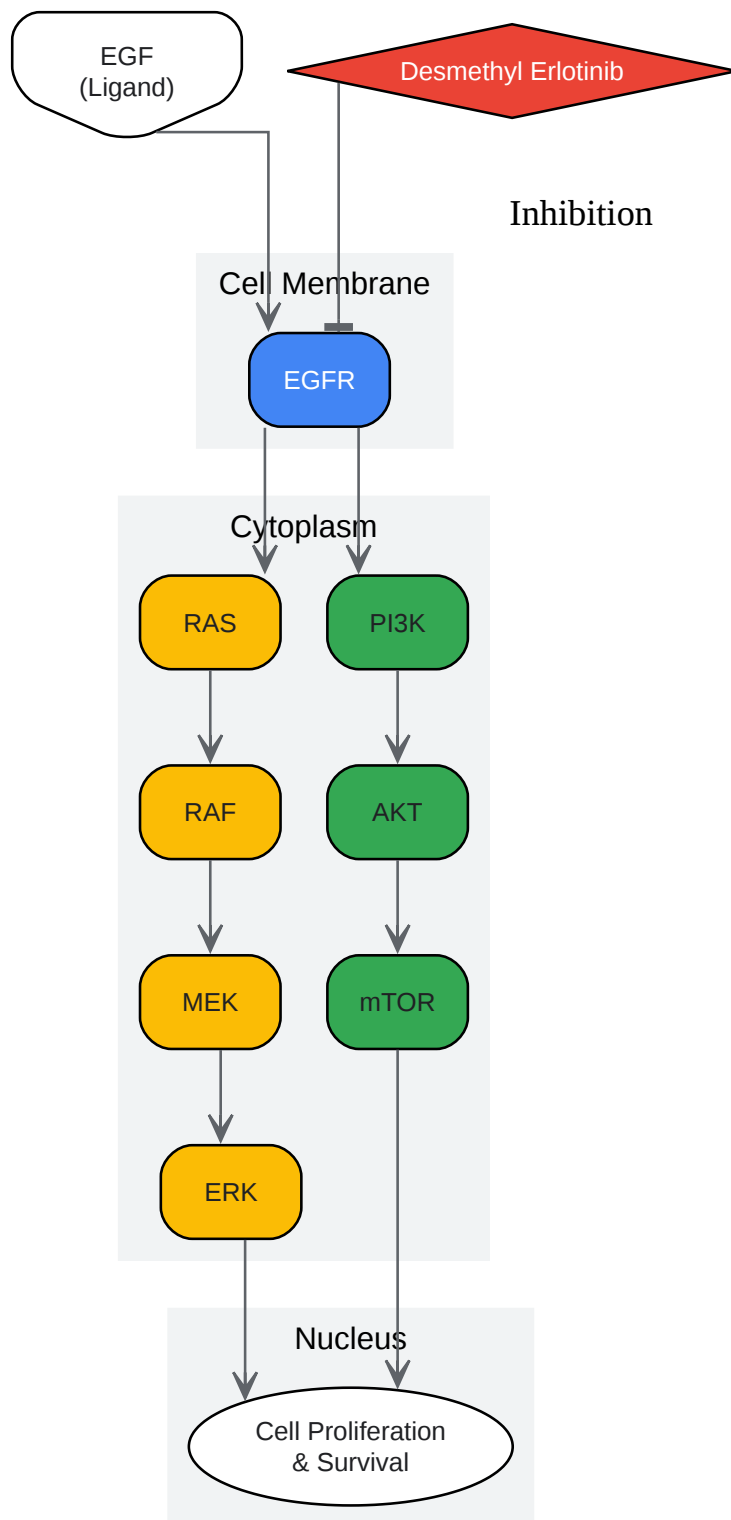 EGF
(Ligand)
Desmethyl Erlotinib
Inhibition
Cell Membrane
EGFR
Cytoplasm
RAS
PI3K
RAF
AKT
MEK
mTOR
ERK
Nucleus
Cell Proliferation
& Survival